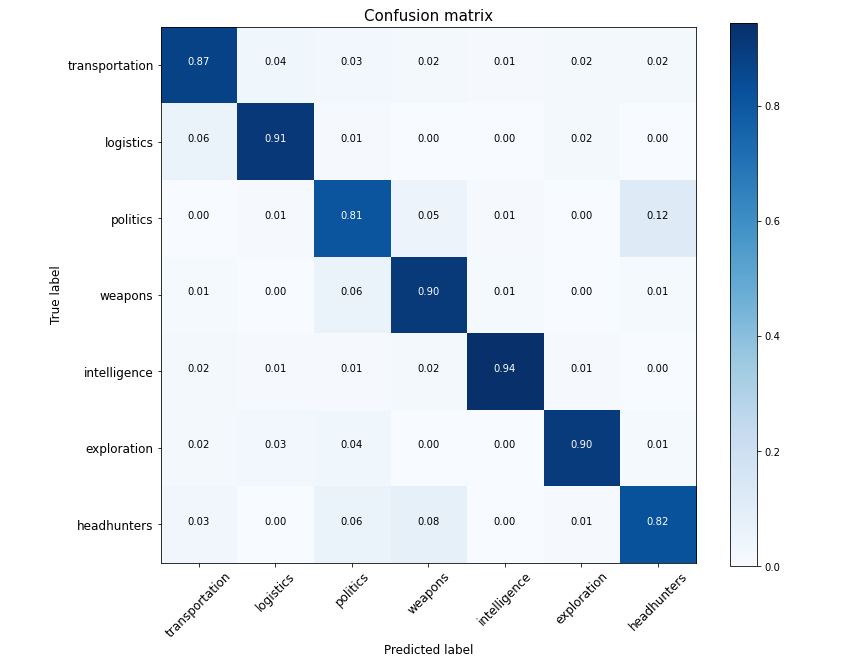 Confusion matrix
True label
transportation 0.87 0.04 0.03 0.02 0.01 0.02 0.02
logistics 0.06 0.91 0.01 0.00 0.00 0.02 0.00
politics 0.00 0.01 0.81 0.05 0.01 0.00 0.12
weapons 0.01 0.00 0.06 0.90 0.01 0.00 0.01
intelligence 0.02 0.01 0.01 0.02 0.94 0.01 0.00
exploration 0.02 0.03 0.04 0.00 0.00 0.90 0.01
headhunters 0.03 0.00 0.06 0.08 0.00 0.01 0.82
transportation logistics politics weapons intelligence exploration headhunters
Predicted label
0.8
0.6
0.4
0.2
0.0